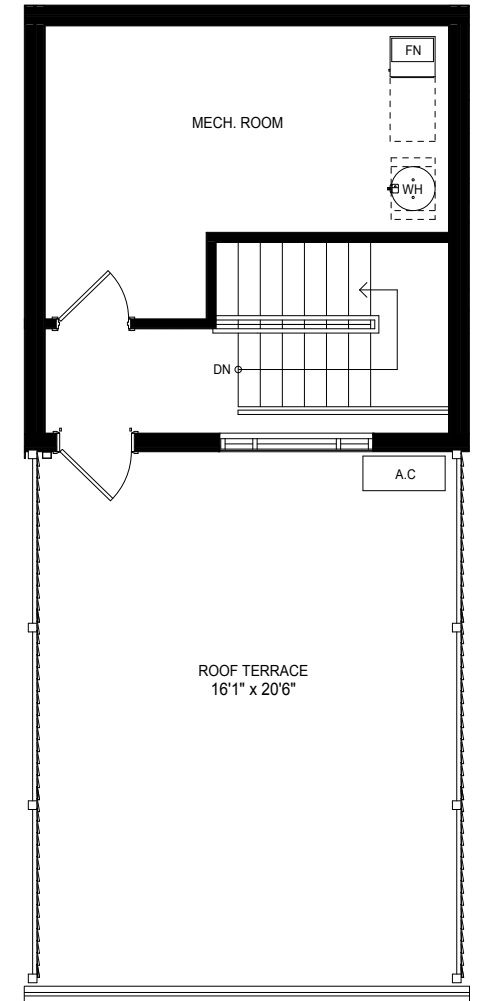 FN
MECH. ROOM
WH
DN
A.C
ROOF TERRACE
16'1" x 20'6"